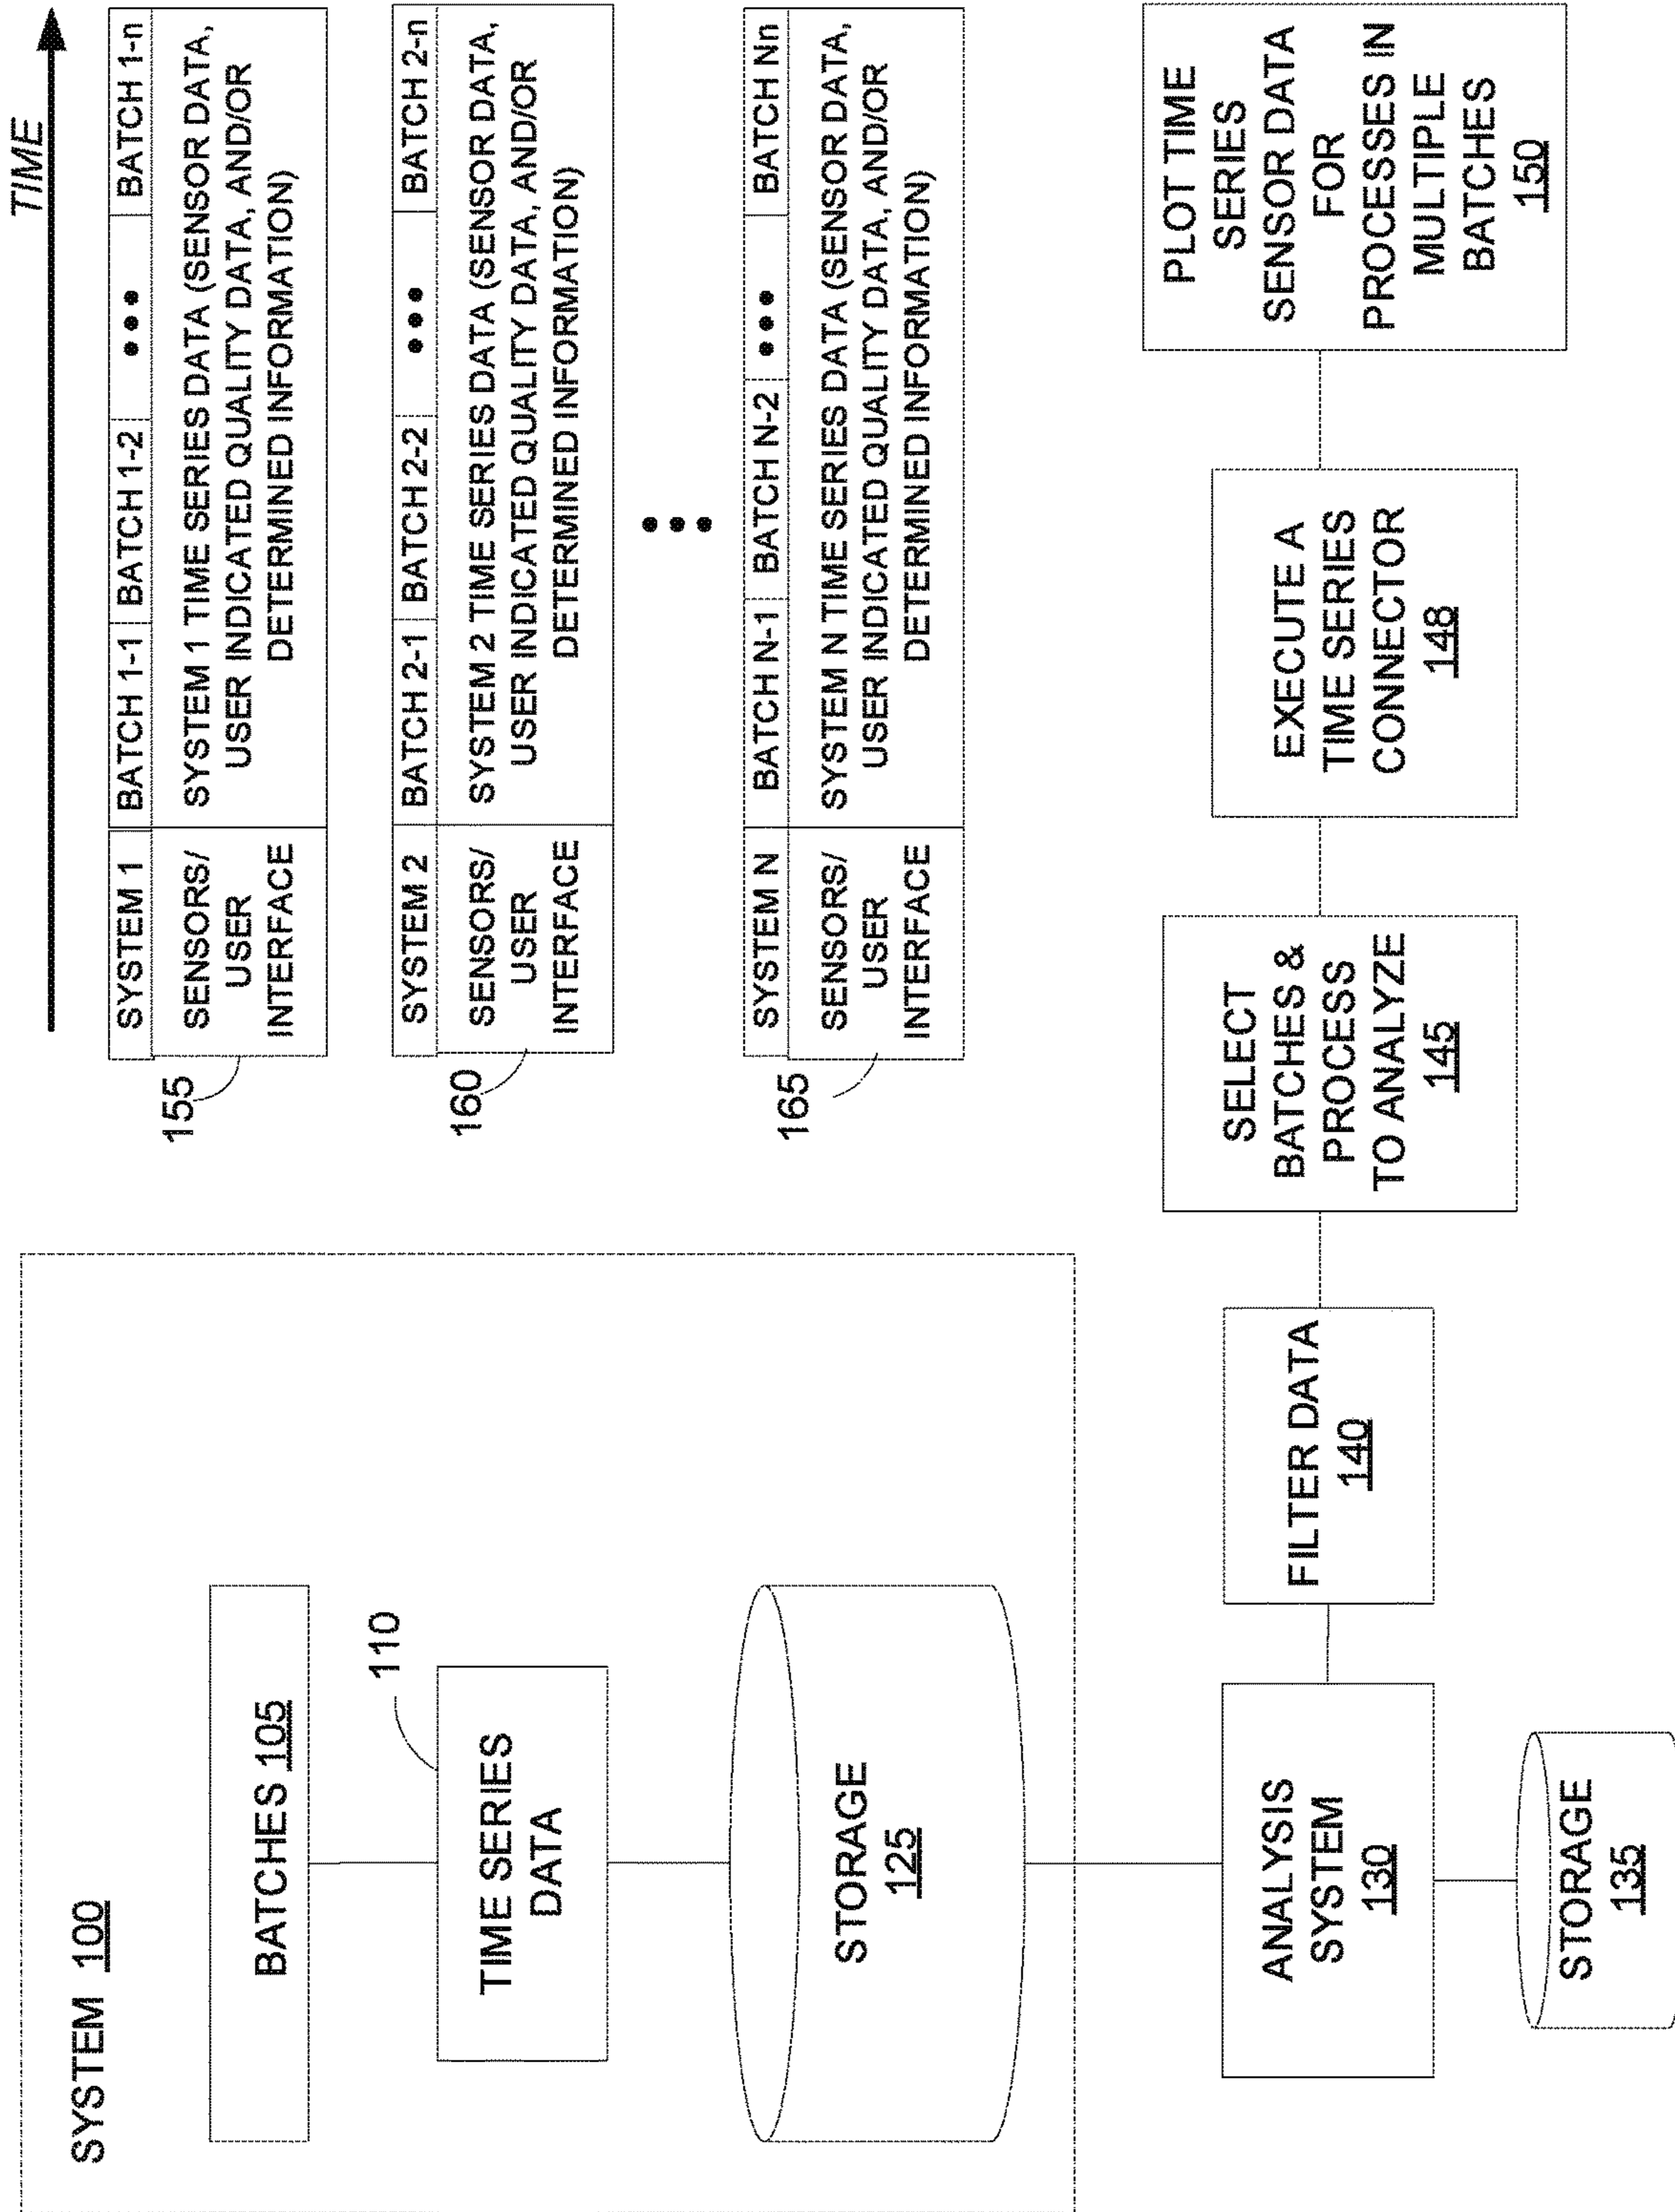 SYSTEM 100
BATCHES 105
110
TIME SERIES
DATA
STORAGE
125
ANALYSIS
SYSTEM
130
STORAGE
135
FILTER DATA
140
SELECT
BATCHES &
PROCESS
TO ANALYZE
145
EXECUTE A
TIME SERIES
CONNECTOR
148
PLOT TIME
SERIES
SENSOR DATA
FOR
PROCESSES IN
MULTIPLE
BATCHES
150
TIME
SYSTEM 1 BATCH 1-1 BATCH 1-2 ••• BATCH 1-n
SENSORS/
USER
INTERFACE
SYSTEM 1 TIME SERIES DATA (SENSOR DATA,
USER INDICATED QUALITY DATA, AND/OR
DETERMINED INFORMATION)
155
SYSTEM 2 BATCH 2-1 BATCH 2-2 ••• BATCH 2-n
SENSORS/
USER
INTERFACE
SYSTEM 2 TIME SERIES DATA (SENSOR DATA,
USER INDICATED QUALITY DATA, AND/OR
DETERMINED INFORMATION)
160
•••
SYSTEM N BATCH N-1 BATCH N-2 ••• BATCH Nn
SENSORS/
USER
INTERFACE
SYSTEM N TIME SERIES DATA (SENSOR DATA,
USER INDICATED QUALITY DATA, AND/OR
DETERMINED INFORMATION)
165